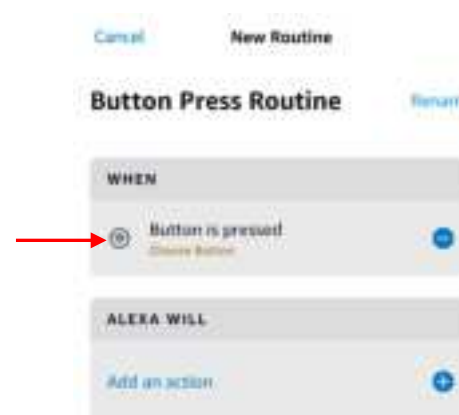 Cancel New Routine
Button Press Routine Renam
WHEN
Button is pressed
Choose Button
ALEXA WILL
Add an action